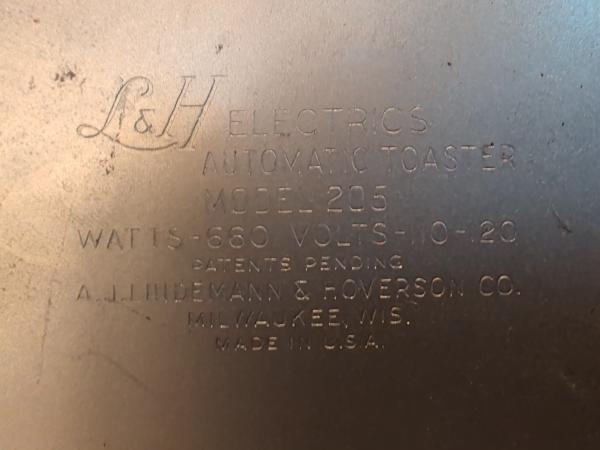 L&H ELECTRICS
AUTOMATIC TOASTER
MODEL 205
WATTS-660 VOLTS-110-120
PATENTS PENDING
A.J. LINDEMANN & HOVERSON CO.
MILWAUKEE, WIS.
MADE IN U.S.A.